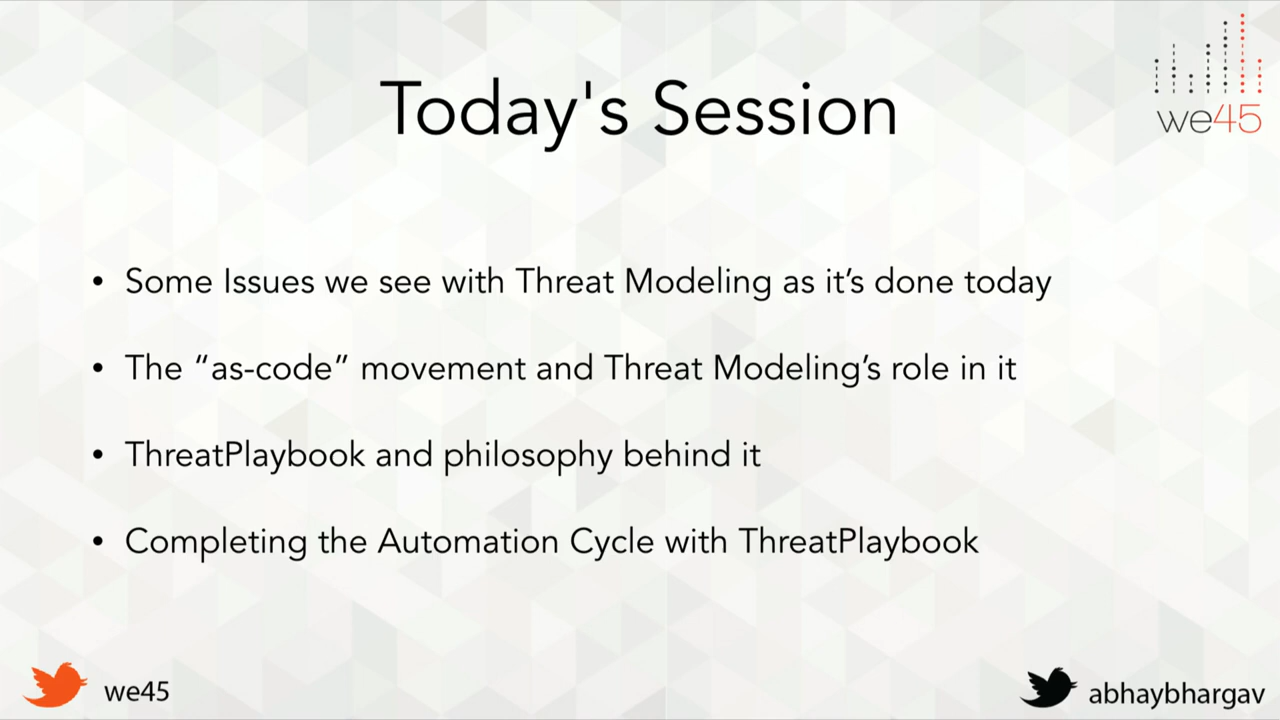 we45
Today's Session
• Some Issues we see with Threat Modeling as it’s done today
• The “as-code” movement and Threat Modeling’s role in it
• ThreatPlaybook and philosophy behind it
• Completing the Automation Cycle with ThreatPlaybook
we45
abhaybhargav